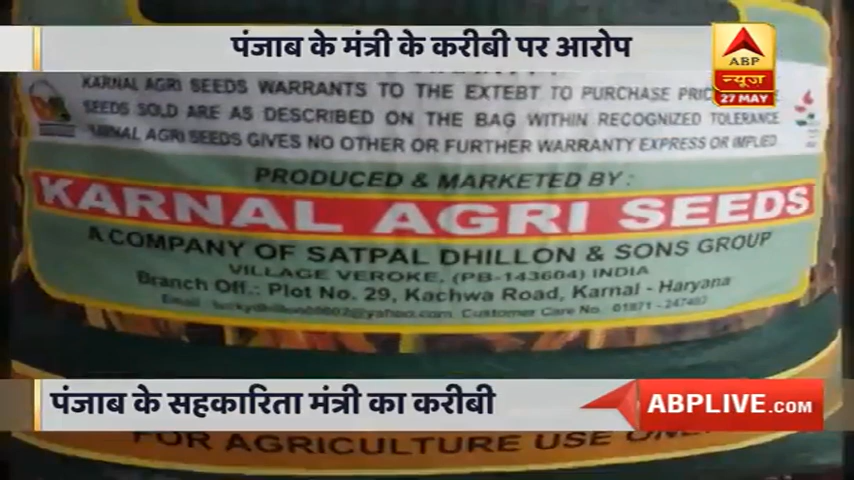 पंजाब के मंत्री के करीबी पर आरोप
ABP
न्यूज़
27 MAY
KARNAL AGRI SEEDS WARRANTS TO THE EXTEBT TO PURCHASE
SEEDS SOLD ARE AS DESCRIBED ON THE BAG WITHIN RECOGNIZED TOLERANCE
KARNAL AGRI SEEDS GIVES NO OTHER OR FURTHER WARRANTY EXPRESS OR IMPLIED
PRODUCED & MARKETED BY:
KARNAL AGRI SEEDS
A COMPANY OF SATPAL DHILLON & SONS GROUP
VILLAGE VEROKE, (PB-143604) INDIA
Branch Off.: Plot No. 29, Kachwa Road, Karnal - Haryana
Email Customer Care No. : 01871 -
पंजाब के सहकारिता मंत्री का करीबी
ABPLIVE.COM
FOR AGRICULTURE USE